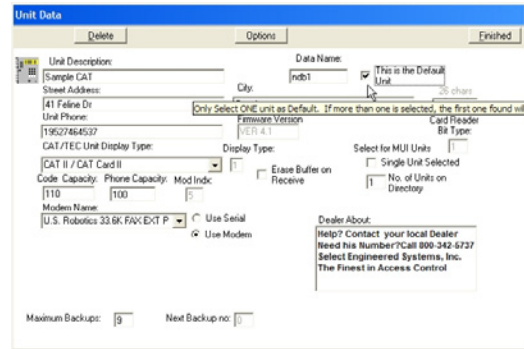 Unit Data
Delete Options Finished
Unit Description: Data Name:
Sample CAT ndb1 This is the Default Unit
Street Address: City: 26 chars
41 Feline Dr
Only Select ONE unit as Default. If more than one is selected, the first one found wil
Unit Phone: Firmware Version Card Reader
19527464537 VER 4.1 Bit Type:
CAT/TEC Unit Display Type: Display Type: Select for MUI Units 1
CAT II / CAT Card II 1 Erase Buffer on Receive Single Unit Selected
Code Capacity: Phone Capacity: Mod Indx: 1 No. of Units on Directory
110 100 5
Modem Name:
U.S. Robotics 33.6K FAX EXT P Use Serial
Use Modem
Dealer About:
Help? Contact your local Dealer
Need his Number?Call 800-342-5737
Select Engineered Systems, Inc.
The Finest in Access Control
Maximum Backups: 9 Next Backup no: 0